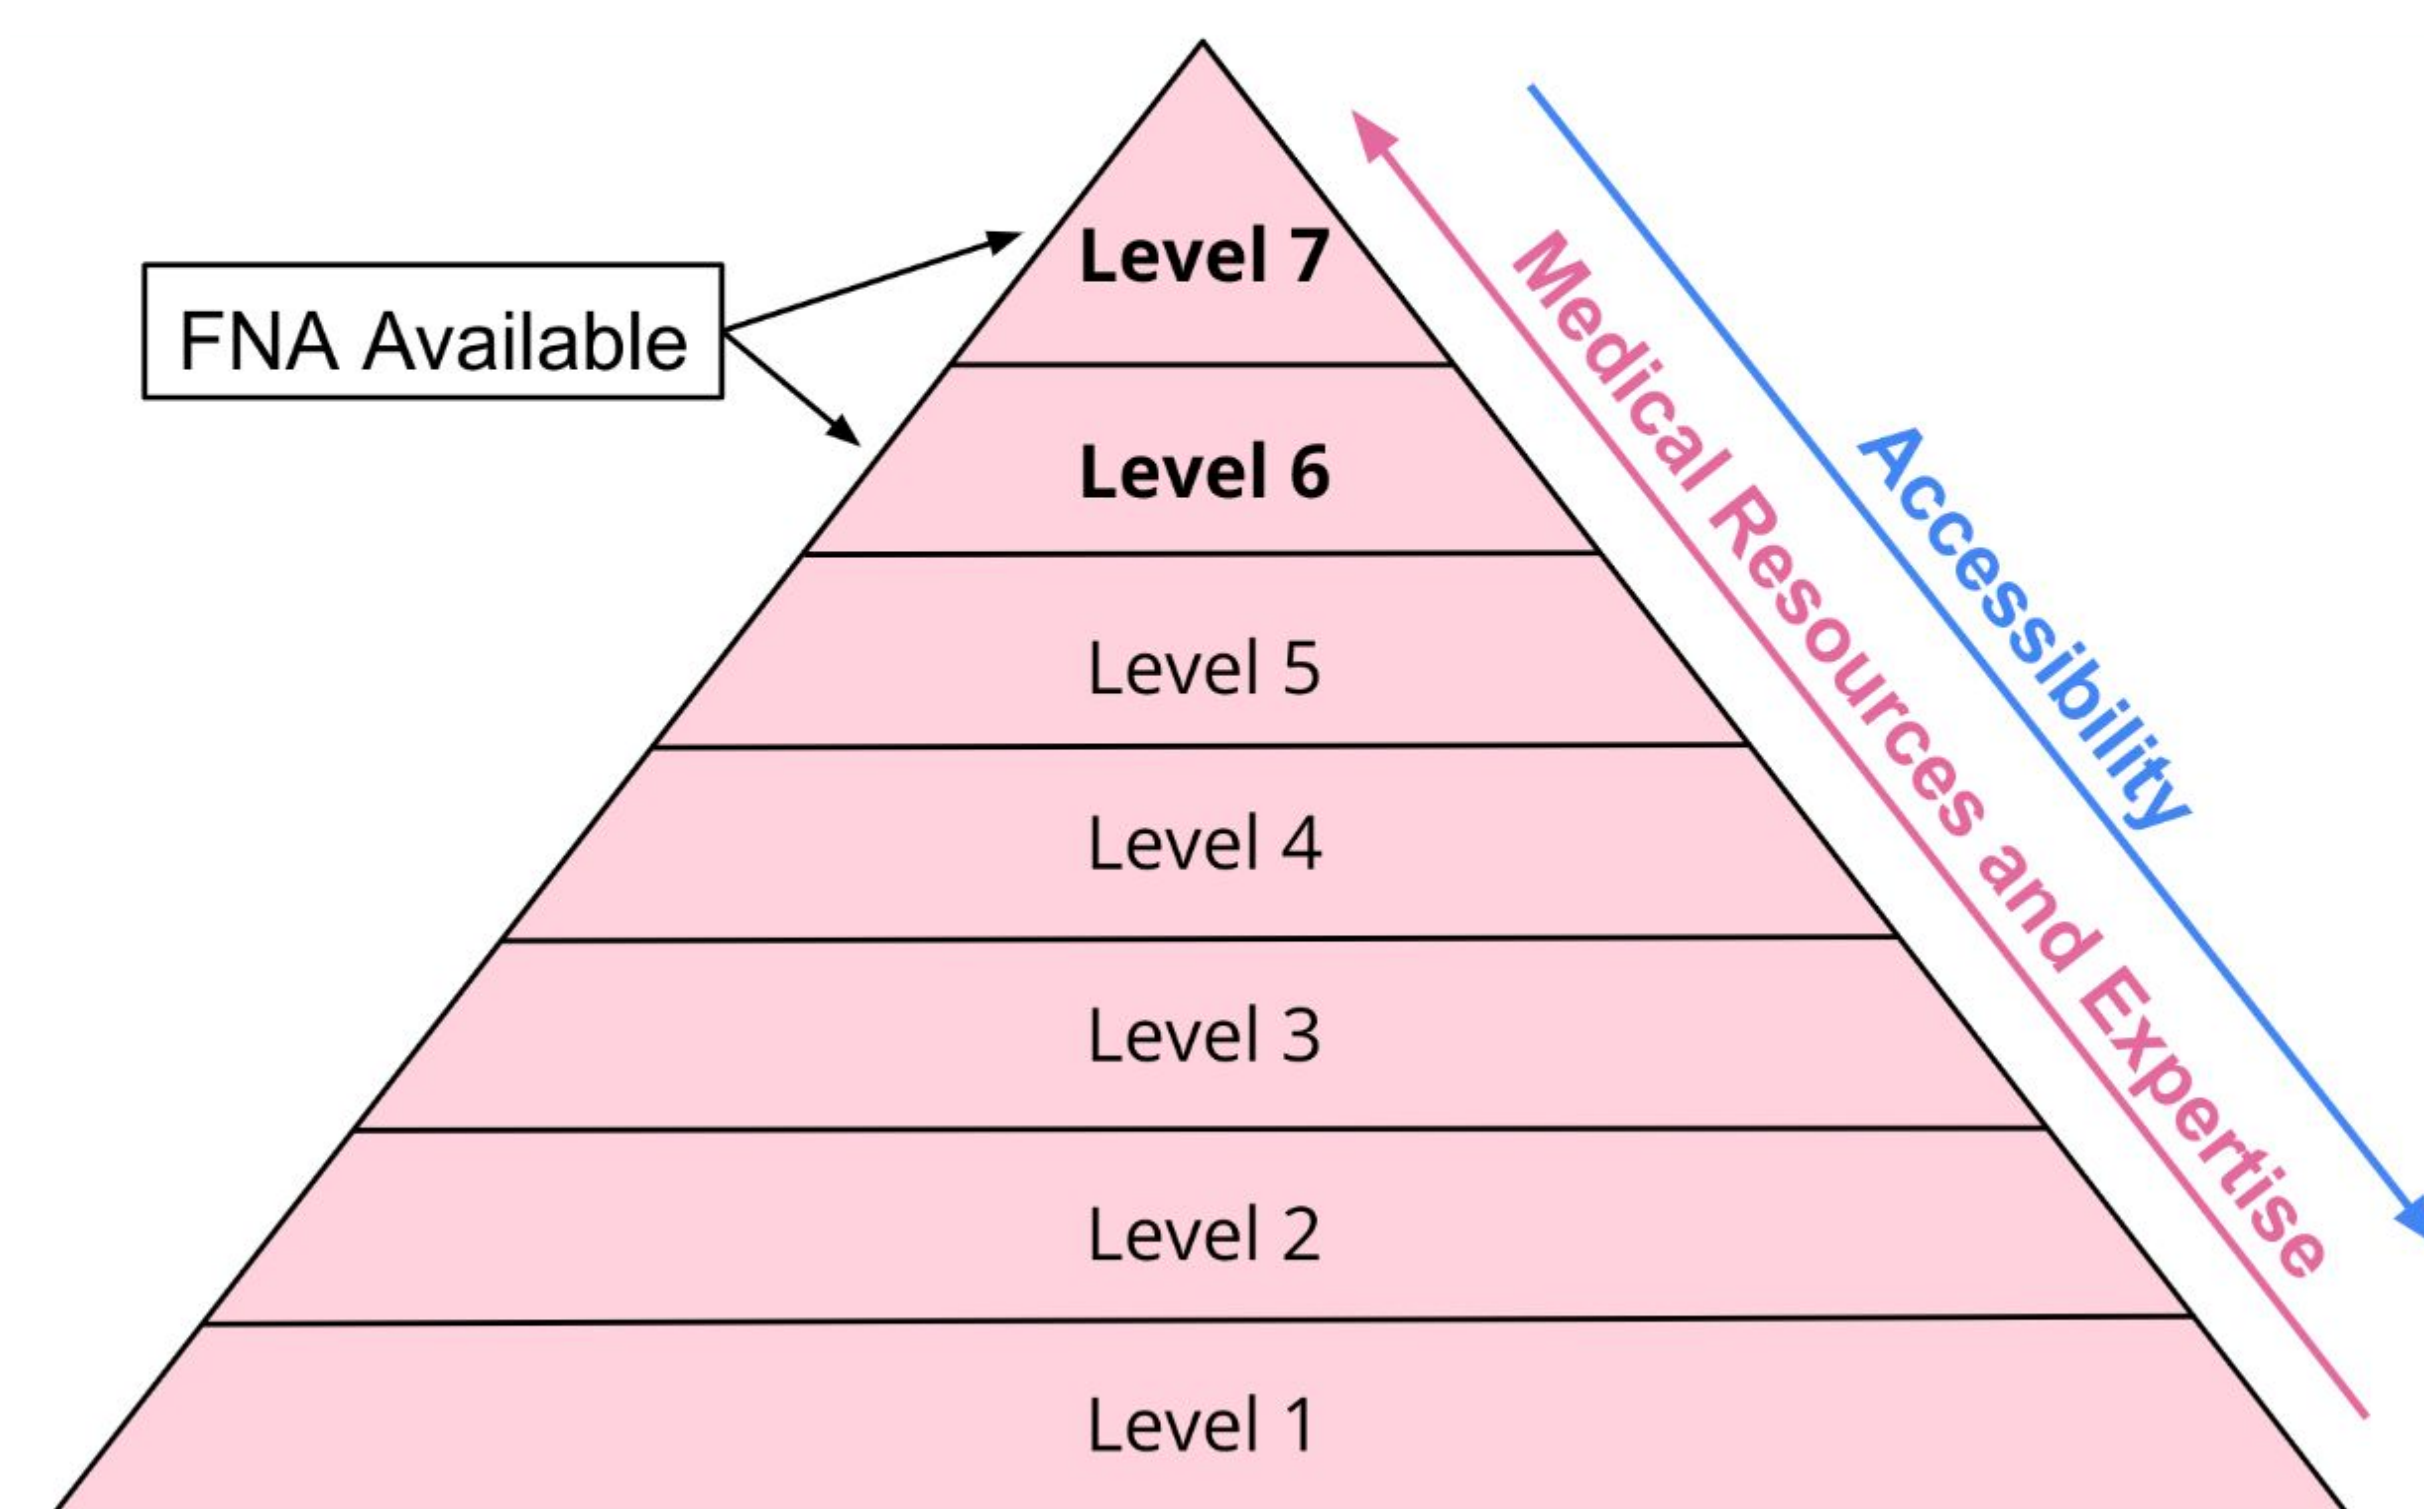 Level 7
FNA Available
Level 6
Level 5
Level 4
Level 3
Level 2
Level 1
Medical Resources and Expertise
Accessibility